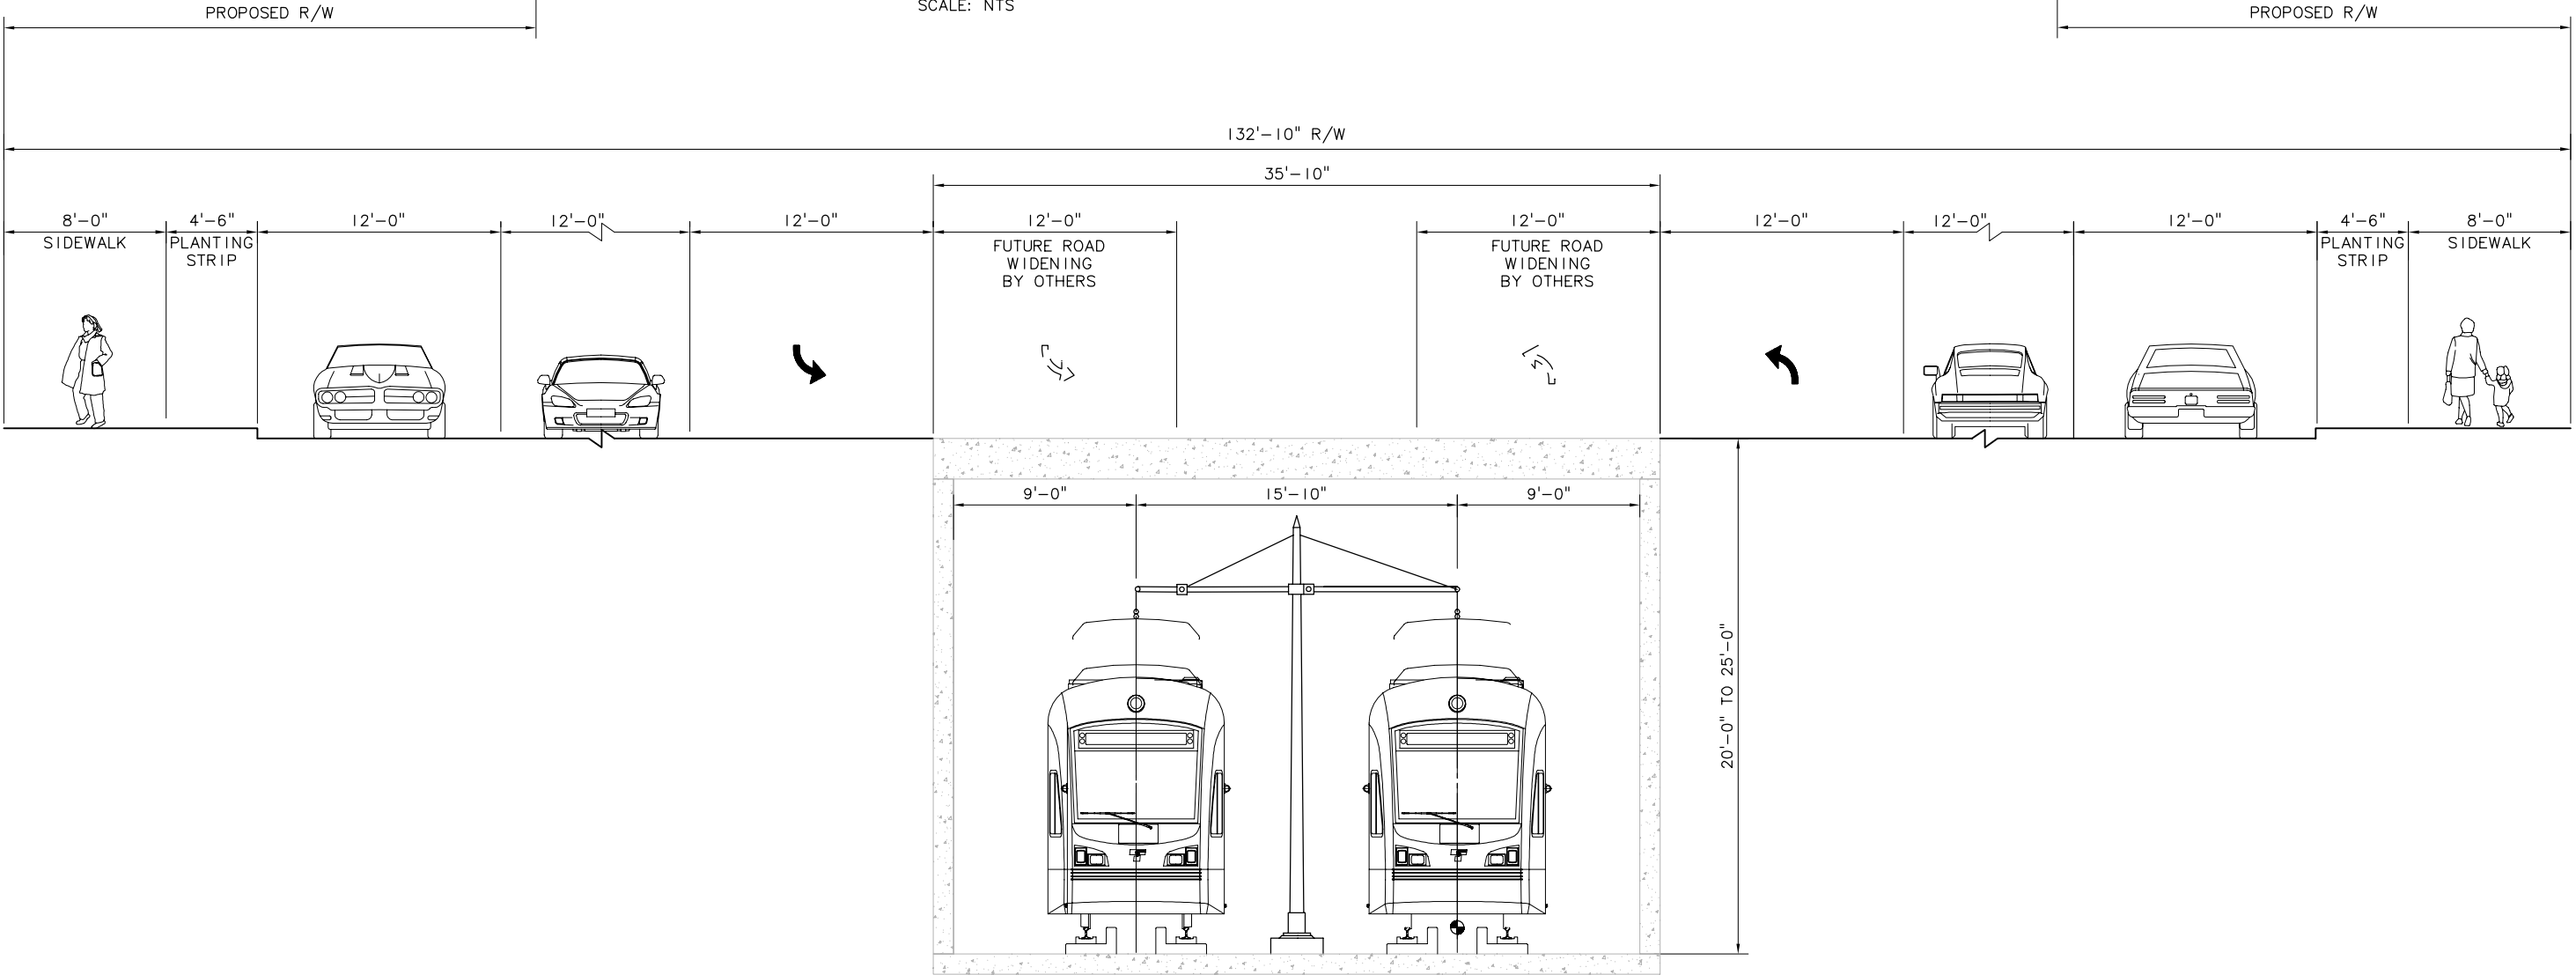 PROPOSED R/W
SCALE: NTS
PROPOSED R/W
132'-10" R/W
35'-10"
8'-0"
SIDEWALK
4'-6"
PLANTING
STRIP
12'-0"
12'-0"
12'-0"
12'-0"
FUTURE ROAD
WIDENING
BY OTHERS
12'-0"
FUTURE ROAD
WIDENING
BY OTHERS
12'-0"
12'-0"
12'-0"
4'-6"
PLANTING
STRIP
8'-0"
SIDEWALK
9'-0"
15'-10"
9'-0"
20'-0" TO 25'-0"